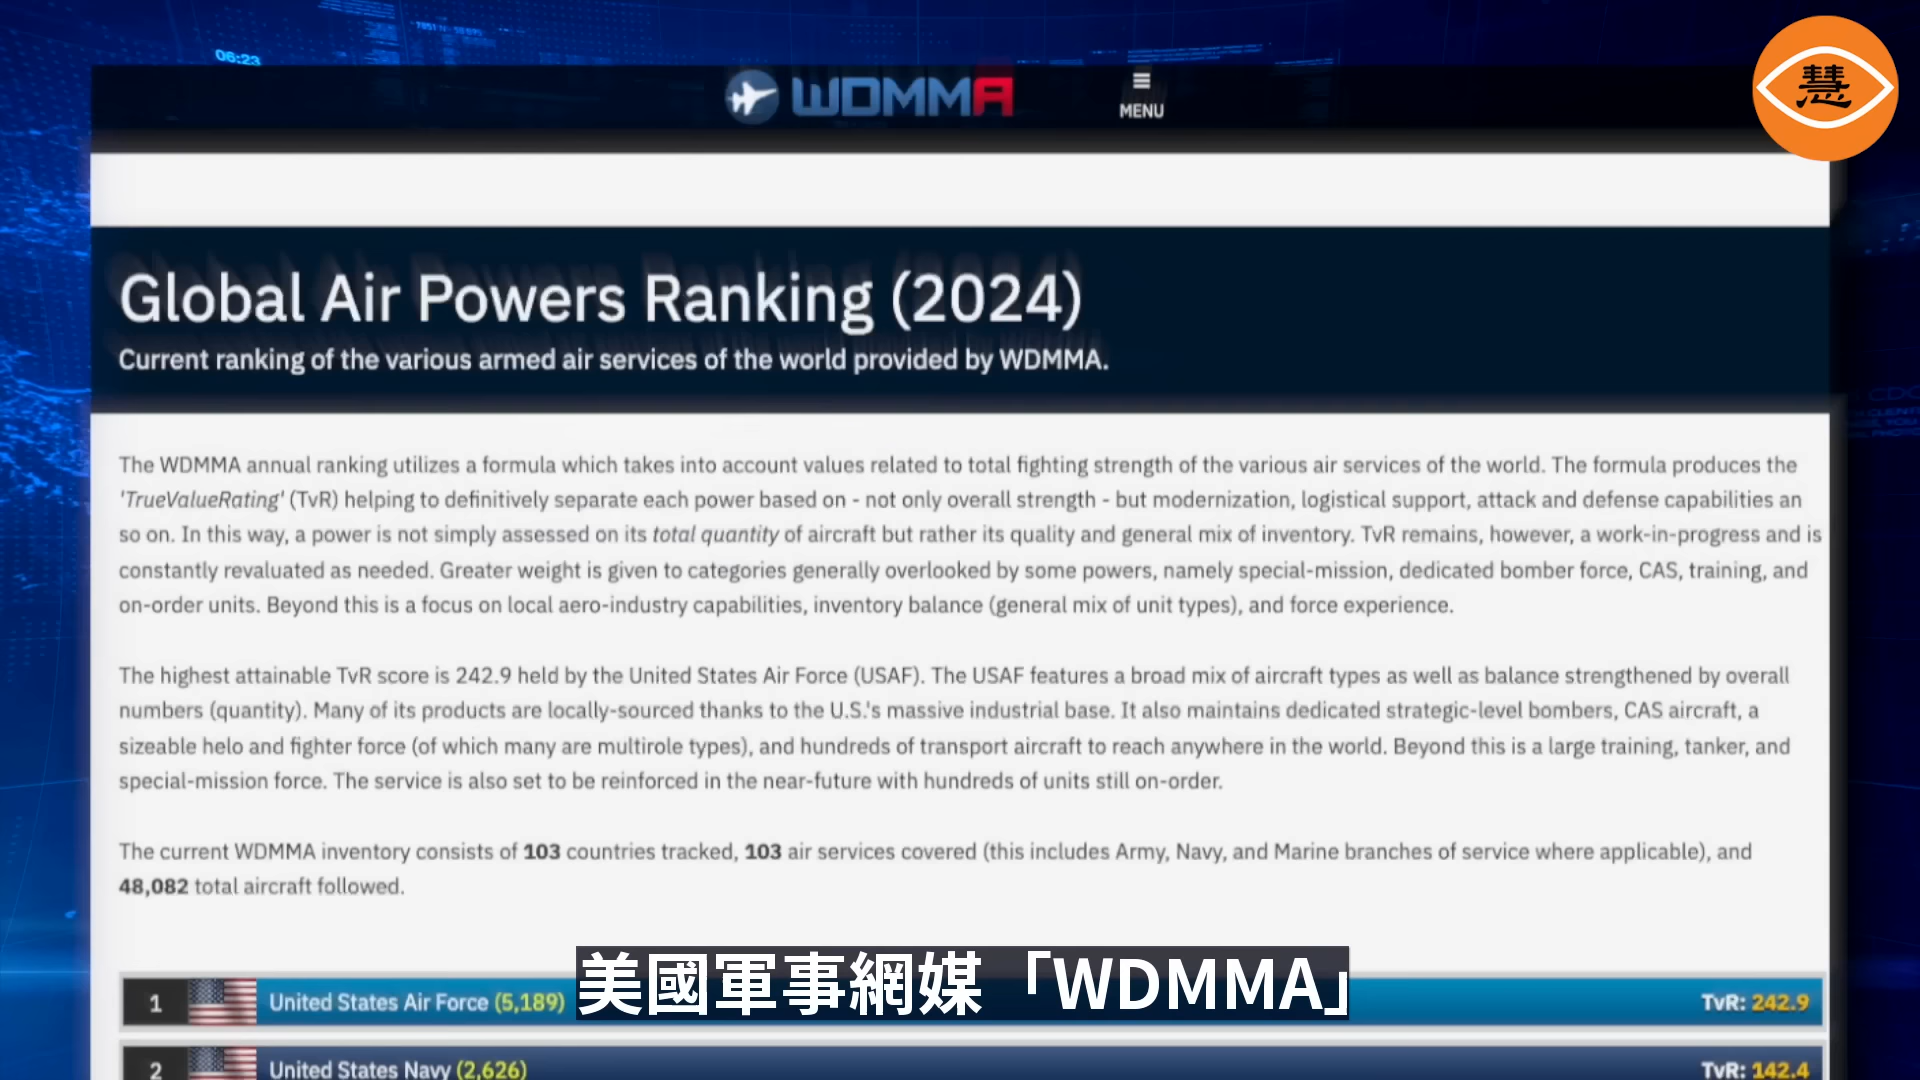 06:23
WDMMA
MENU
慧
Global Air Powers Ranking (2024)
Current ranking of the various armed air services of the world provided by WDMMA.
The WDMMA annual ranking utilizes a formula which takes into account values related to total fighting strength of the various air services of the world. The formula produces the
'TrueValueRating' (TvR) helping to definitively separate each power based on - not only overall strength - but modernization, logistical support, attack and defense capabilities an
so on. In this way, a power is not simply assessed on its total quantity of aircraft but rather its quality and general mix of inventory. TvR remains, however, a work-in-progress and is
constantly revaluated as needed. Greater weight is given to categories generally overlooked by some powers, namely special-mission, dedicated bomber force, CAS, training, and
on-order units. Beyond this is a focus on local aero-industry capabilities, inventory balance (general mix of unit types), and force experience.
The highest attainable TvR score is 242.9 held by the United States Air Force (USAF). The USAF features a broad mix of aircraft types as well as balance strengthened by overall
numbers (quantity). Many of its products are locally-sourced thanks to the U.S.'s massive industrial base. It also maintains dedicated strategic-level bombers, CAS aircraft, a
sizeable helo and fighter force (of which many are multirole types), and hundreds of transport aircraft to reach anywhere in the world. Beyond this is a large training, tanker, and
special-mission force. The service is also set to be reinforced in the near-future with hundreds of units still on-order.
The current WDMMA inventory consists of 103 countries tracked, 103 air services covered (this includes Army, Navy, and Marine branches of service where applicable), and
48,082 total aircraft followed.
1 United States Air Force (5,189) TvR: 242.9
美國軍事網媒「WDMMA」
2 United States Navy (2,626) TvR: 142.4